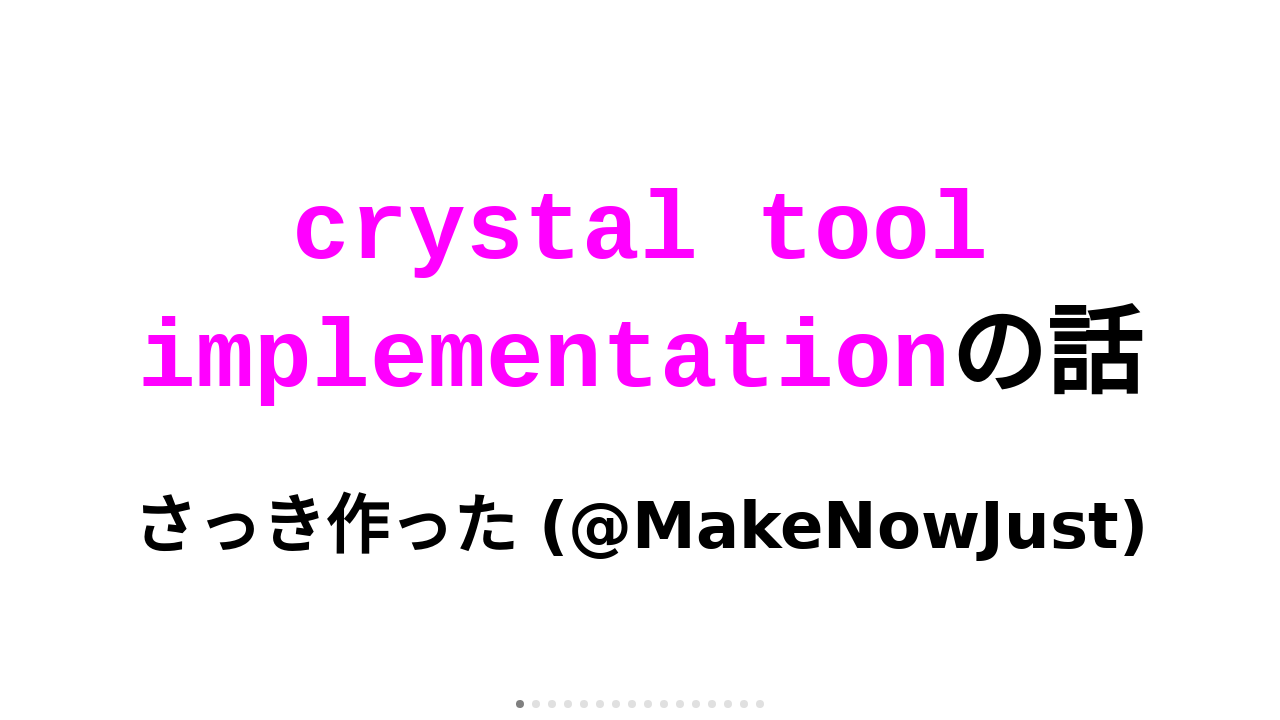 crystal tool
implementationの話
さっき作った (@MakeNowJust)